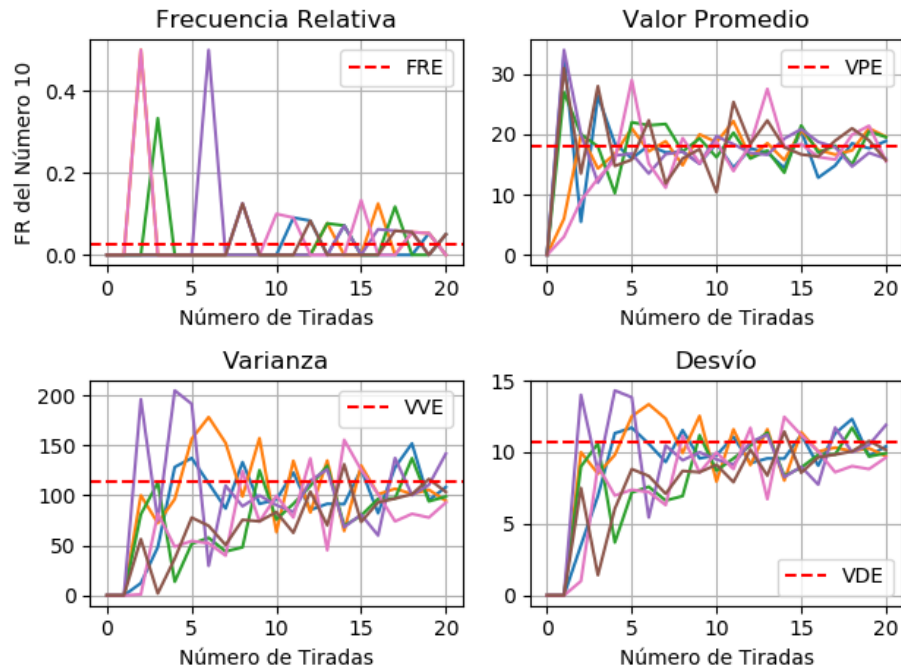 Frecuencia Relativa
FR del Número 10
0.4
0.2
0.0
FRE
0 5 10 15 20
Número de Tiradas
Valor Promedio
30
20
10
0
VPE
0 5 10 15 20
Número de Tiradas
Varianza
200
150
100
50
0
VVE
0 5 10 15 20
Número de Tiradas
Desvío
15
10
5
0
VDE
0 5 10 15 20
Número de Tiradas